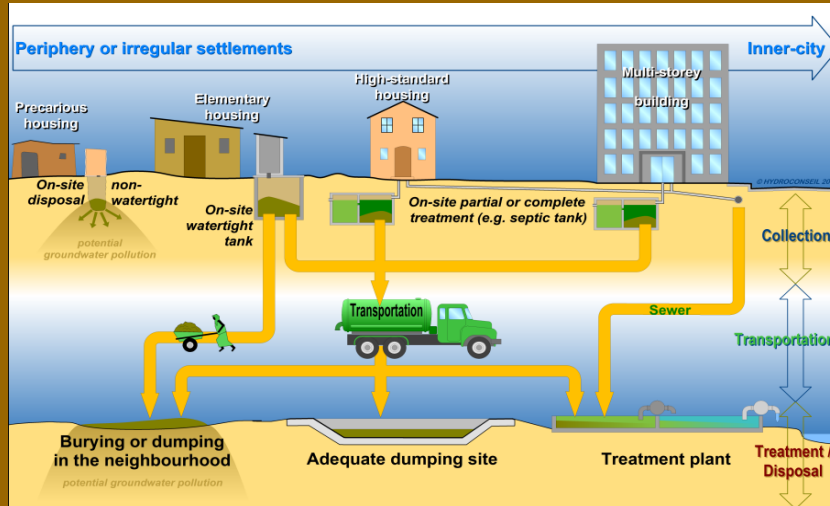 Periphery or irregular settlements
Inner-city
Precarious
housing
Elementary
housing
High-standard
housing
Multi-storey
building
© HYDROCONSEIL
On-site
disposal
non-
watertight
potential
groundwater pollution
On-site
watertight
tank
On-site partial or complete
treatment (e.g. septic tank)
Collection
Transportation
Sewer
Transportation
Burying or dumping
in the neighbourhood
potential groundwater pollution
Adequate dumping site
Treatment plant
Treatment /
Disposal